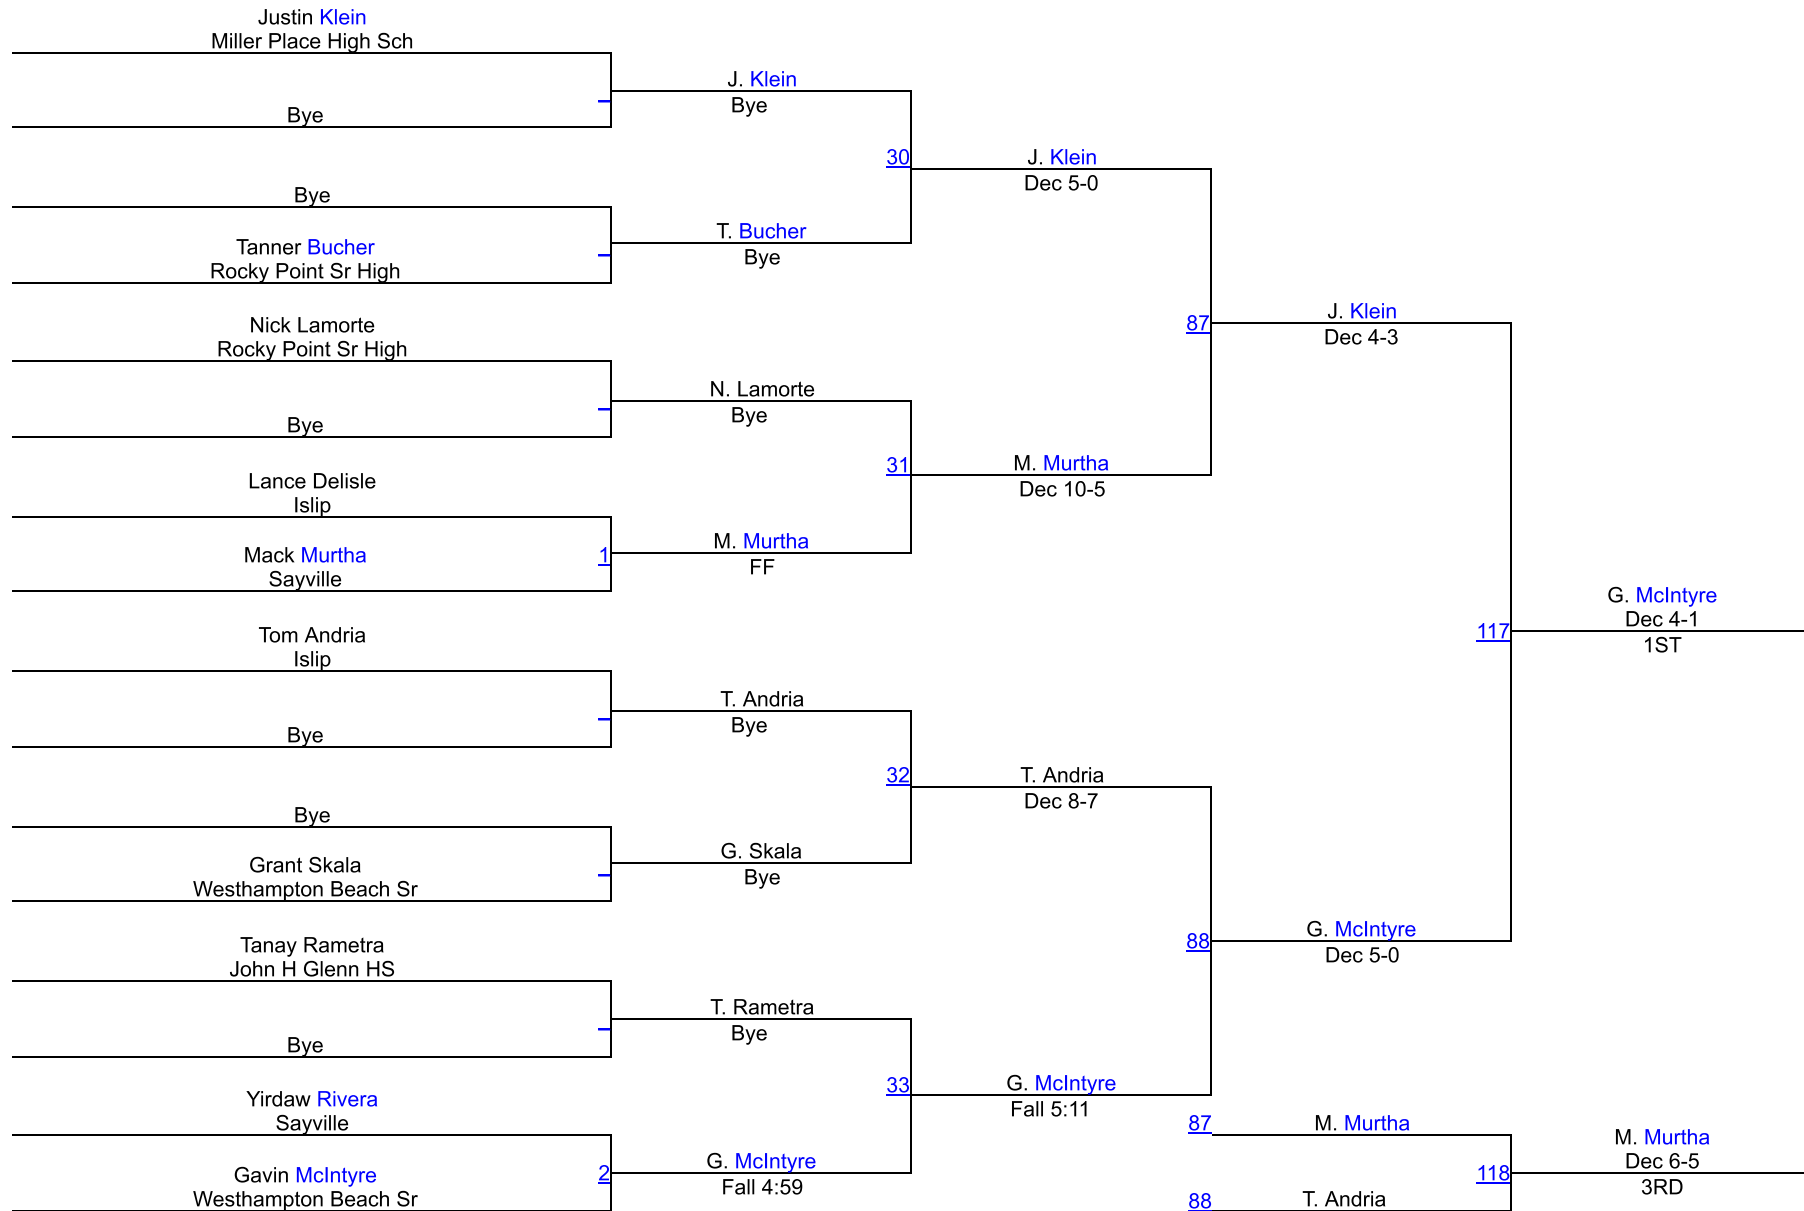 Justin Klein
Miller Place High Sch
Bye
Bye
Tanner Bucher
Rocky Point Sr High
Nick Lamorte
Rocky Point Sr High
Bye
Lance Delisle
Islip
Mack Murtha
Sayville
1
Tom Andria
Islip
Bye
Bye
Grant Skala
Westhampton Beach Sr
Tanay Rametra
John H Glenn HS
Bye
Yirdaw Rivera
Sayville
Gavin McIntyre
Westhampton Beach Sr
2
J. Klein
Bye
30
T. Bucher
Bye
N. Lamorte
Bye
31
M. Murtha
FF
T. Andria
Bye
32
G. Skala
Bye
T. Rametra
Bye
33
G. McIntyre
Fall 4:59
J. Klein
Dec 5-0
87
M. Murtha
Dec 10-5
T. Andria
Dec 8-7
88
G. McIntyre
Fall 5:11
J. Klein
Dec 4-3
117
G. McIntyre
Dec 5-0
G. McIntyre
Dec 4-1
1ST
87
M. Murtha
118
88
T. Andria
M. Murtha
Dec 6-5
3RD